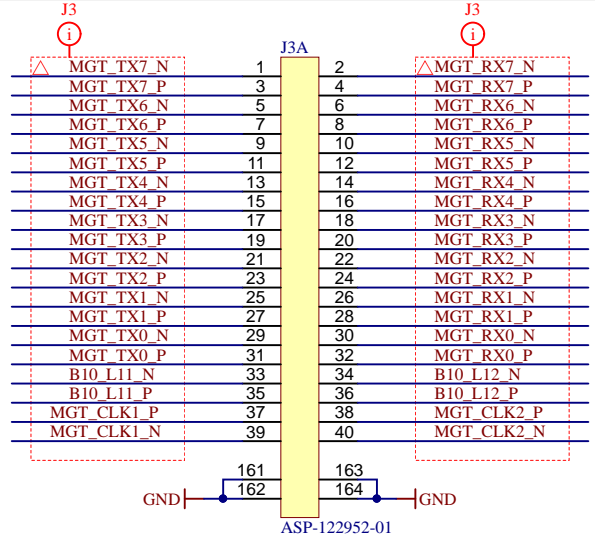 J3 J3
i i
J3A
MGT_TX7_N 1 2 MGT_RX7_N
MGT_TX7_P 3 4 MGT_RX7_P
MGT_TX6_N 5 6 MGT_RX6_N
MGT_TX6_P 7 8 MGT_RX6_P
MGT_TX5_N 9 10 MGT_RX5_N
MGT_TX5_P 11 12 MGT_RX5_P
MGT_TX4_N 13 14 MGT_RX4_N
MGT_TX4_P 15 16 MGT_RX4_P
MGT_TX3_N 17 18 MGT_RX3_N
MGT_TX3_P 19 20 MGT_RX3_P
MGT_TX2_N 21 22 MGT_RX2_N
MGT_TX2_P 23 24 MGT_RX2_P
MGT_TX1_N 25 26 MGT_RX1_N
MGT_TX1_P 27 28 MGT_RX1_P
MGT_TX0_N 29 30 MGT_RX0_N
MGT_TX0_P 31 32 MGT_RX0_P
B10_L11_N 33 34 B10_L12_N
B10_L11_P 35 36 B10_L12_P
MGT_CLK1_P 37 38 MGT_CLK2_P
MGT_CLK1_N 39 40 MGT_CLK2_N
161 163
GND 162 164 GND
ASP-122952-01